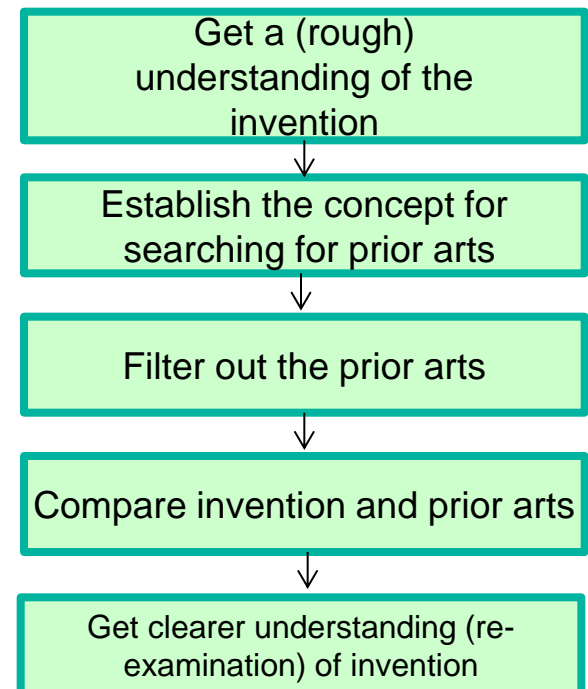 Get a (rough)
understanding of the
invention
Establish the concept for
searching for prior arts
Filter out the prior arts
Compare invention and prior arts
Get clearer understanding (re-
examination) of invention